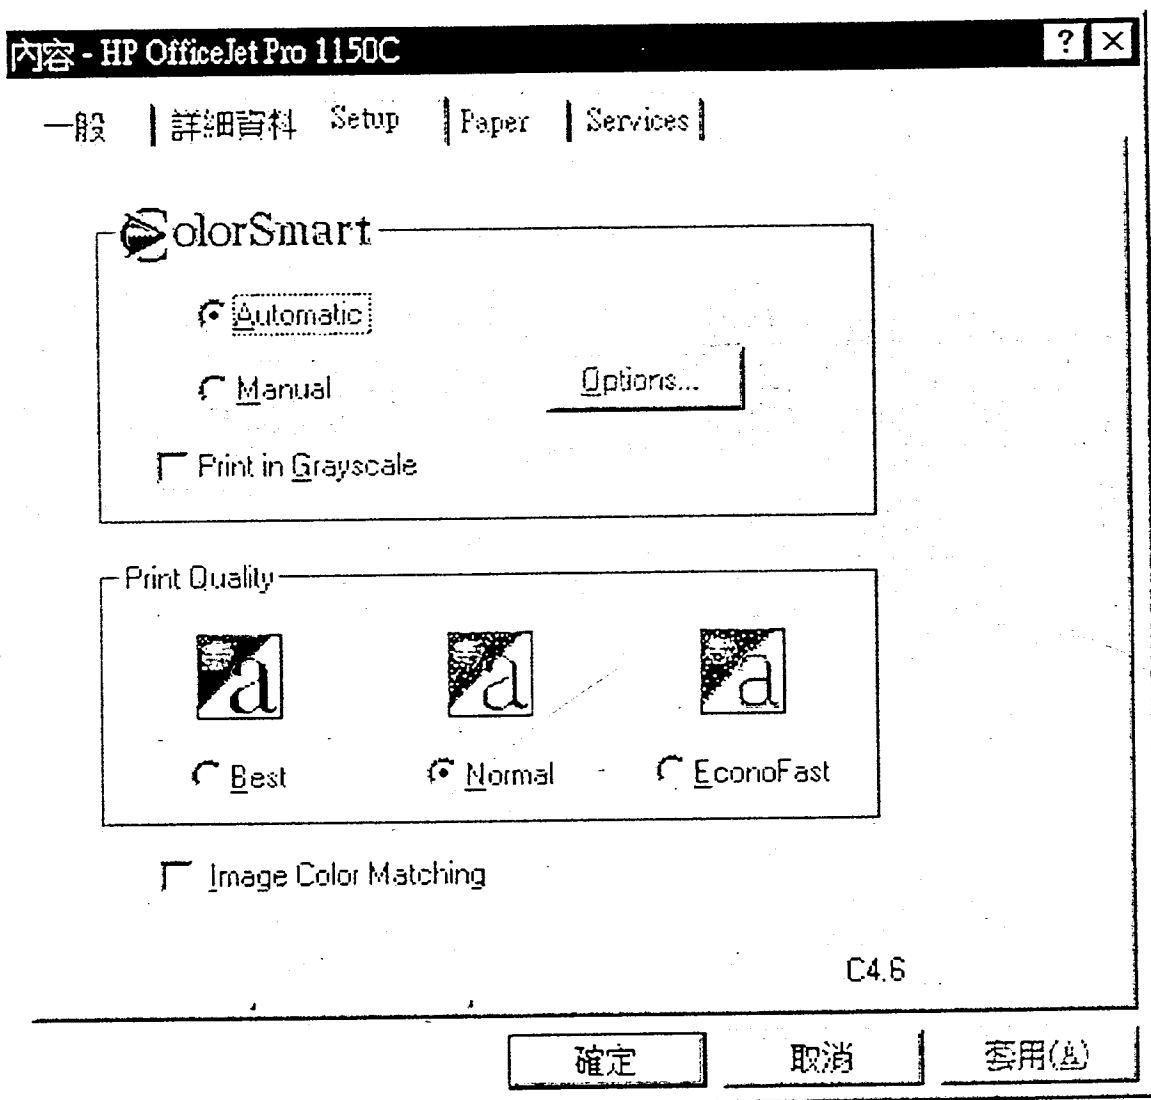 內容 - HP OfficeJet Pro 1150C ? ×
一般 詳細資料 Setup Paper Services
ColorSmart
Automatic
Manual
Options...
Print in Grayscale
Print Quality
a a a
Best Normal EconoFast
Image Color Matching
C4.6
確定 取消 套用(A)